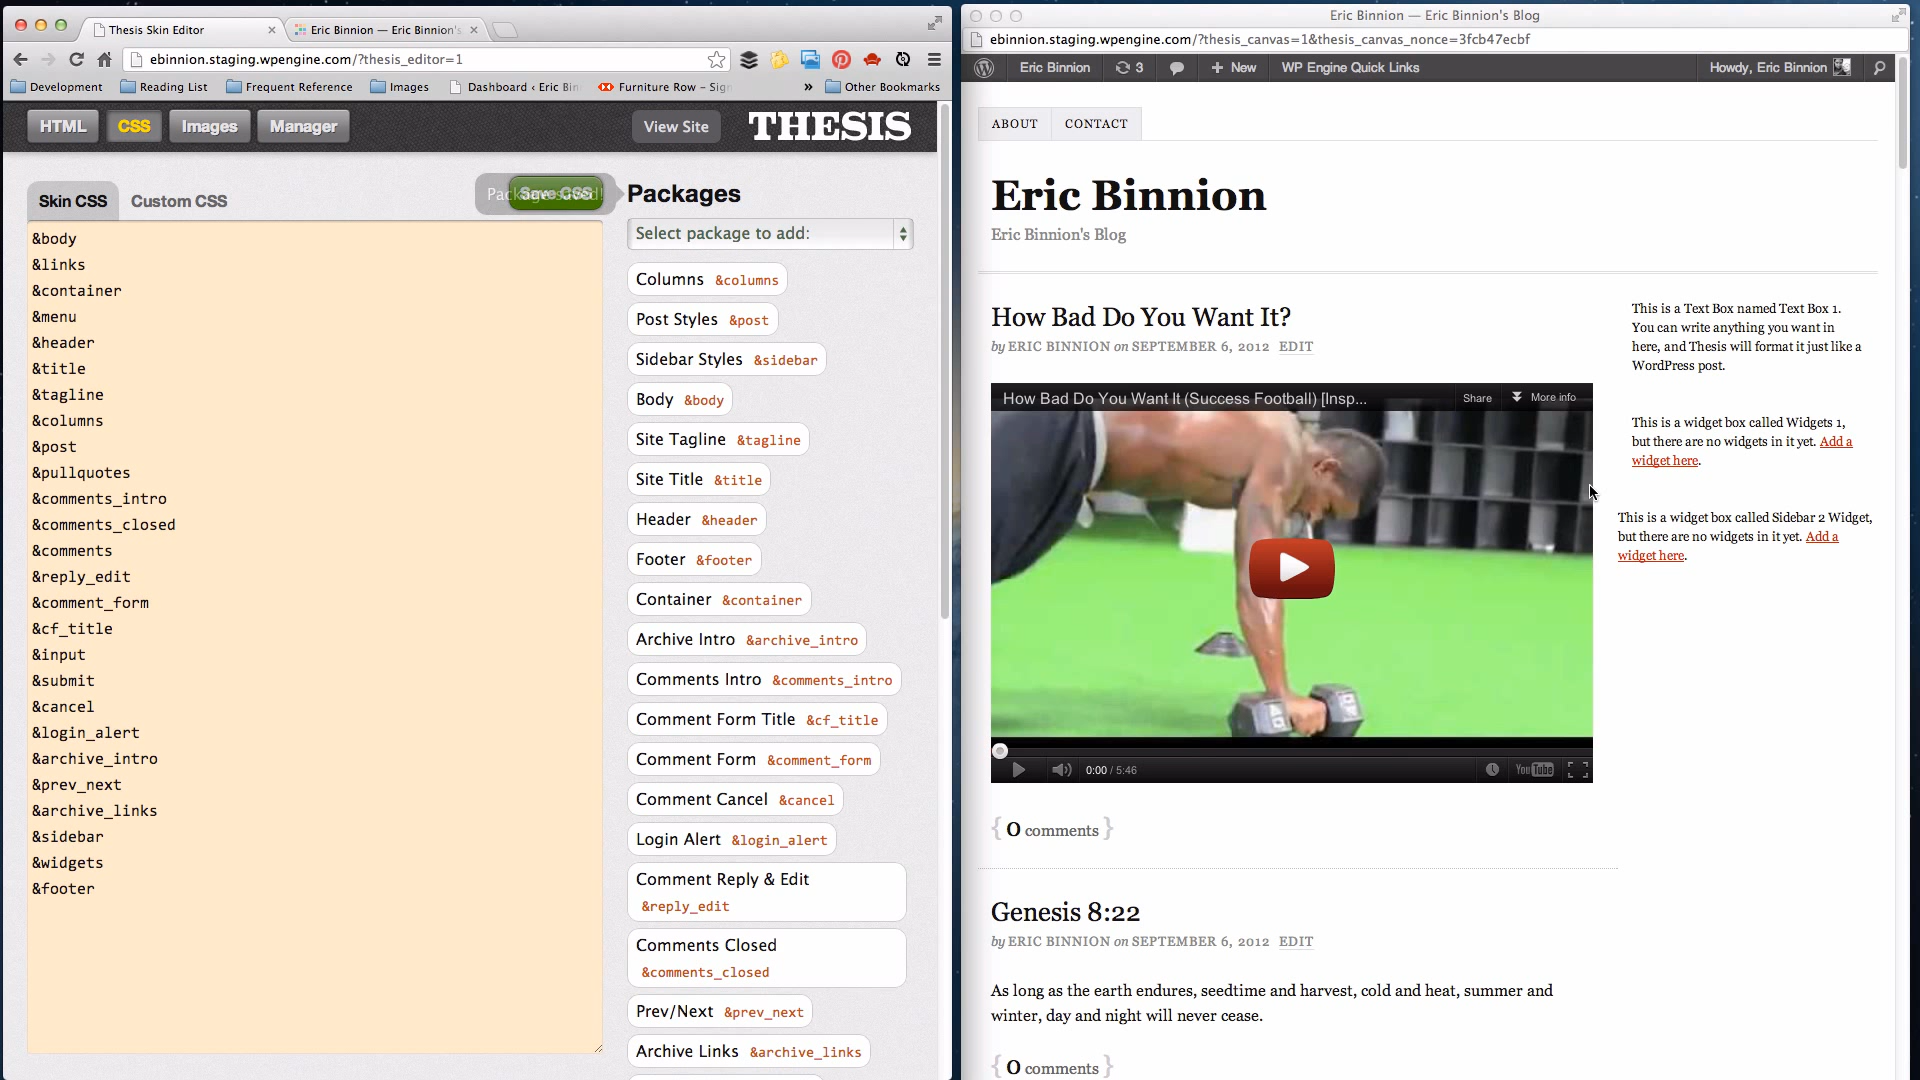 Thesis Skin Editor
Eric Binnion — Eric Binnion's
ebinnion.staging.wpengine.com/?thesis_editor=1
Development
Reading List
Frequent Reference
Images
Dashboard ‹ Eric Bin
Furniture Row – Sign
»
Other Bookmarks
HTML
CSS
Images
Manager
View Site
THESIS
Skin CSS
Custom CSS
Package saved!
Save CSS
&body
&links
&container
&menu
&header
&title
&tagline
&columns
&post
&pullquotes
&comments_intro
&comments_closed
&comments
&reply_edit
&comment_form
&cf_title
&input
&submit
&cancel
&login_alert
&archive_intro
&prev_next
&archive_links
&sidebar
&widgets
&footer
Packages
Select package to add:
Columns &columns
Post Styles &post
Sidebar Styles &sidebar
Body &body
Site Tagline &tagline
Site Title &title
Header &header
Footer &footer
Container &container
Archive Intro &archive_intro
Comments Intro &comments_intro
Comment Form Title &cf_title
Comment Form &comment_form
Comment Cancel &cancel
Login Alert &login_alert
Comment Reply & Edit
&reply_edit
Comments Closed
&comments_closed
Prev/Next &prev_next
Archive Links &archive_links
Eric Binnion — Eric Binnion's Blog
ebinnion.staging.wpengine.com/?thesis_canvas=1&thesis_canvas_nonce=3fcb47ecbf
Eric Binnion
3
+ New
WP Engine Quick Links
Howdy, Eric Binnion
ABOUT
CONTACT
Eric Binnion
Eric Binnion's Blog
How Bad Do You Want It?
by ERIC BINNION on SEPTEMBER 6, 2012 EDIT
How Bad Do You Want It (Success Football) [Insp...
Share
More info
40
0:00 / 5:46
YouTube
{ 0 comments }
Genesis 8:22
by ERIC BINNION on SEPTEMBER 6, 2012 EDIT
As long as the earth endures, seedtime and harvest, cold and heat, summer and
winter, day and night will never cease.
{ 0 comments }
This is a Text Box named Text Box 1.
You can write anything you want in
here, and Thesis will format it just like a
WordPress post.
This is a widget box called Widgets 1,
but there are no widgets in it yet. Add a
widget here.
This is a widget box called Sidebar 2 Widget,
but there are no widgets in it yet. Add a
widget here.